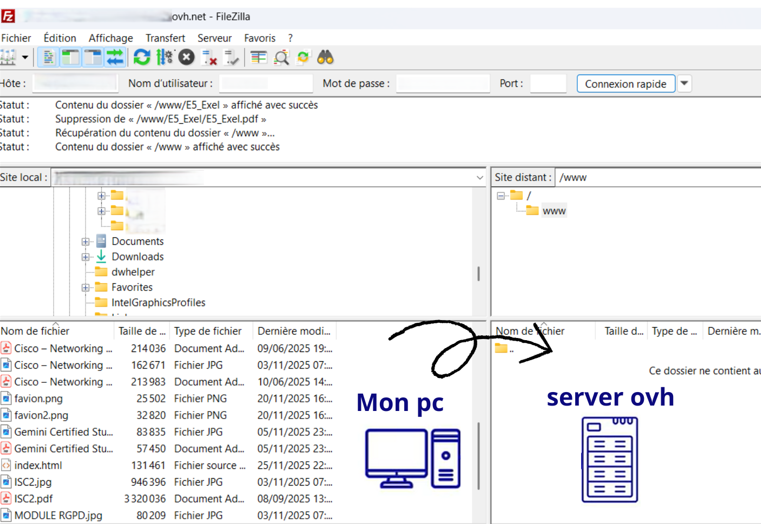 ovh.net - FileZilla
Fichier Édition Affichage Transfert Serveur Favoris ?
Hôte : Nom d'utilisateur : Mot de passe : Port : Connexion rapide
Statut : Contenu du dossier « /www/E5_Exel » affiché avec succès
Statut : Suppression de « /www/E5_Exel/E5_Exel.pdf »
Statut : Récupération du contenu du dossier « /www »...
Statut : Contenu du dossier « /www » affiché avec succès
Site local : Site distant : /www
/
www
Documents
Downloads
dwhelper
Favorites
IntelGraphicsProfiles
Nom de fichier Taille de ... Type de fichier Dernière modi... Nom de fichier Taille d... Type de ... Dernière m...
Cisco – Networking ... 214 036 Document Ad... 09/06/2025 19:... ..
Cisco – Networking ... 162 671 Fichier JPG 03/11/2025 07:... Ce dossier ne contient au
Cisco – Networking ... 213 983 Document Ad... 10/06/2025 14:...
favion.png 25 502 Fichier PNG 20/11/2025 16:...
favion2.png 32 820 Fichier PNG 20/11/2025 16:...
Gemini Certified Stu... 83 835 Fichier JPG 05/11/2025 23:...
Gemini Certified Stu... 57 450 Document Ad... 05/11/2025 23:...
index.html 131 461 Fichier source ... 25/11/2025 22:...
ISC2.jpg 946 396 Fichier JPG 03/11/2025 07:...
ISC2.pdf 3 320 036 Document Ad... 08/09/2025 13:...
MODULE RGPD.jpg 80 209 Fichier JPG 03/11/2025 07:...
Mon pc
server ovh